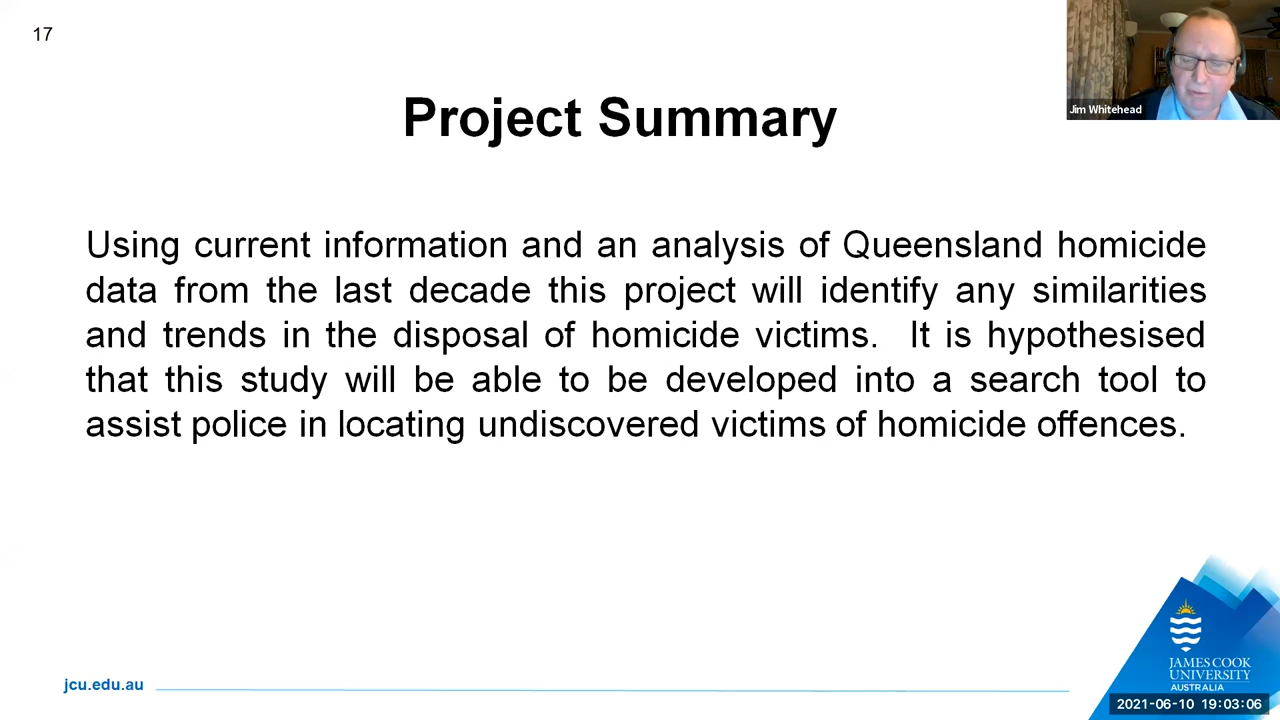 17
Jim Whitehead
Project Summary
Using current information and an analysis of Queensland homicide
data from the last decade this project will identify any similarities
and trends in the disposal of homicide victims.  It is hypothesised
that this study will be able to be developed into a search tool to
assist police in locating undiscovered victims of homicide offences.
jcu.edu.au
JAMES COOK
UNIVERSITY
AUSTRALIA
2021-06-10 19:03:06